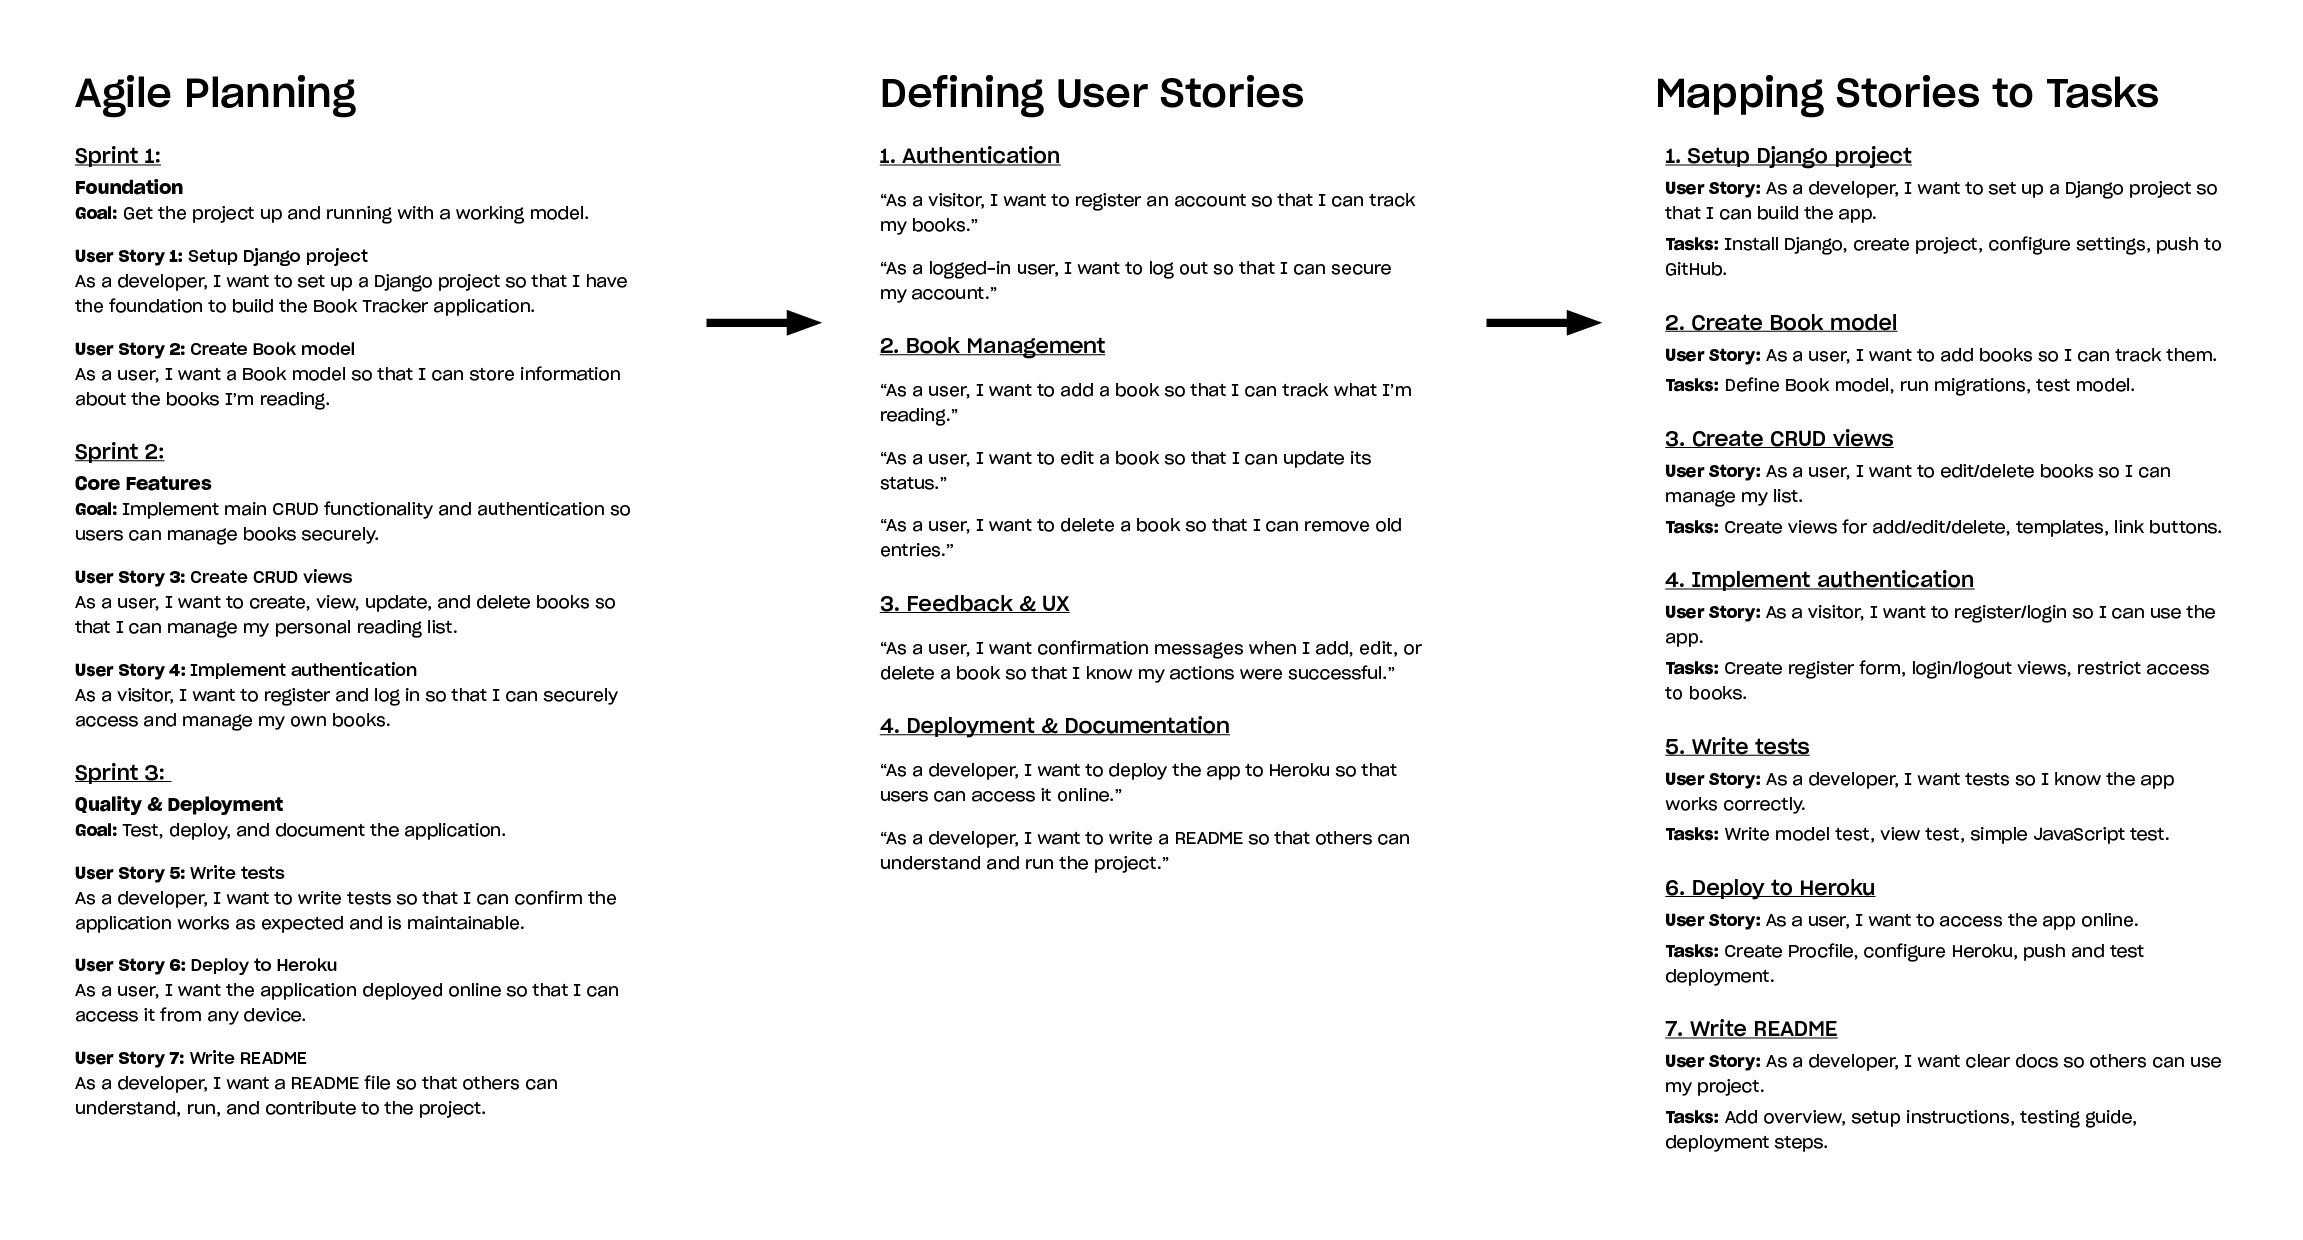 Agile Planning
Sprint 1:
Foundation
Goal: Get the project up and running with a working model.
User Story 1: Setup Django project
As a developer, I want to set up a Django project so that I have
the foundation to build the Book Tracker application.
User Story 2: Create Book model
As a user, I want a Book model so that I can store information
about the books I’m reading.
Sprint 2:
Core Features
Goal: Implement main CRUD functionality and authentication so
users can manage books securely.
User Story 3: Create CRUD views
As a user, I want to create, view, update, and delete books so
that I can manage my personal reading list.
User Story 4: Implement authentication
As a visitor, I want to register and log in so that I can securely
access and manage my own books.
Sprint 3:
Quality & Deployment
Goal: Test, deploy, and document the application.
User Story 5: Write tests
As a developer, I want to write tests so that I can confirm the
application works as expected and is maintainable.
User Story 6: Deploy to Heroku
As a user, I want the application deployed online so that I can
access it from any device.
User Story 7: Write README
As a developer, I want a README file so that others can
understand, run, and contribute to the project.
Defining User Stories
1. Authentication
“As a visitor, I want to register an account so that I can track
my books.”
“As a logged-in user, I want to log out so that I can secure
my account.”
2. Book Management
“As a user, I want to add a book so that I can track what I’m
reading.”
“As a user, I want to edit a book so that I can update its
status.”
“As a user, I want to delete a book so that I can remove old
entries.”
3. Feedback & UX
“As a user, I want confirmation messages when I add, edit, or
delete a book so that I know my actions were successful.”
4. Deployment & Documentation
“As a developer, I want to deploy the app to Heroku so that
users can access it online.”
“As a developer, I want to write a README so that others can
understand and run the project.”
Mapping Stories to Tasks
1. Setup Django project
User Story: As a developer, I want to set up a Django project so
that I can build the app.
Tasks: Install Django, create project, configure settings, push to
GitHub.
2. Create Book model
User Story: As a user, I want to add books so I can track them.
Tasks: Define Book model, run migrations, test model.
3. Create CRUD views
User Story: As a user, I want to edit/delete books so I can
manage my list.
Tasks: Create views for add/edit/delete, templates, link buttons.
4. Implement authentication
User Story: As a visitor, I want to register/login so I can use the
app.
Tasks: Create register form, login/logout views, restrict access
to books.
5. Write tests
User Story: As a developer, I want tests so I know the app
works correctly.
Tasks: Write model test, view test, simple JavaScript test.
6. Deploy to Heroku
User Story: As a user, I want to access the app online.
Tasks: Create Procfile, configure Heroku, push and test
deployment.
7. Write README
User Story: As a developer, I want clear docs so others can use
my project.
Tasks: Add overview, setup instructions, testing guide,
deployment steps.